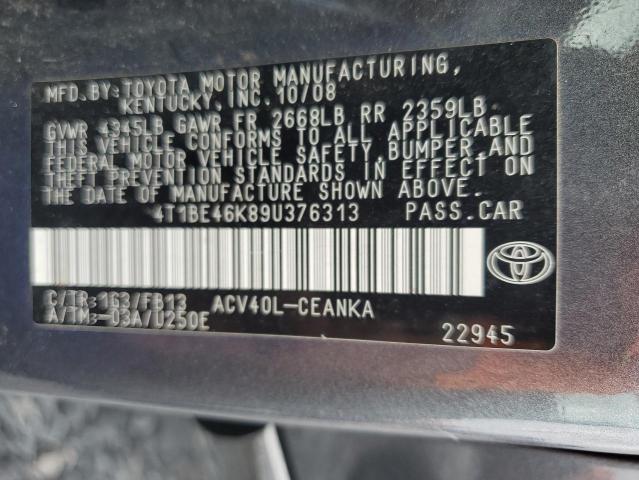 MFD.BY:TOYOTA MOTOR MANUFACTURING,
KENTUCKY, INC. 10/08
GVWR 4345LB GAWR FR 2668LB RR 2359LB
THIS VEHICLE CONFORMS TO ALL APPLICABLE
FEDERAL MOTOR VEHICLE SAFETY,BUMPER AND
THEFT PREVENTION STANDARDS IN EFFECT ON
THE DATE OF MANUFACTURE SHOWN ABOVE.
4T1BE46K89U376313 PASS.CAR
C/TR:1G3/FB13 ACV40L-CEANKA
A/TM:-03A/U250E
22945